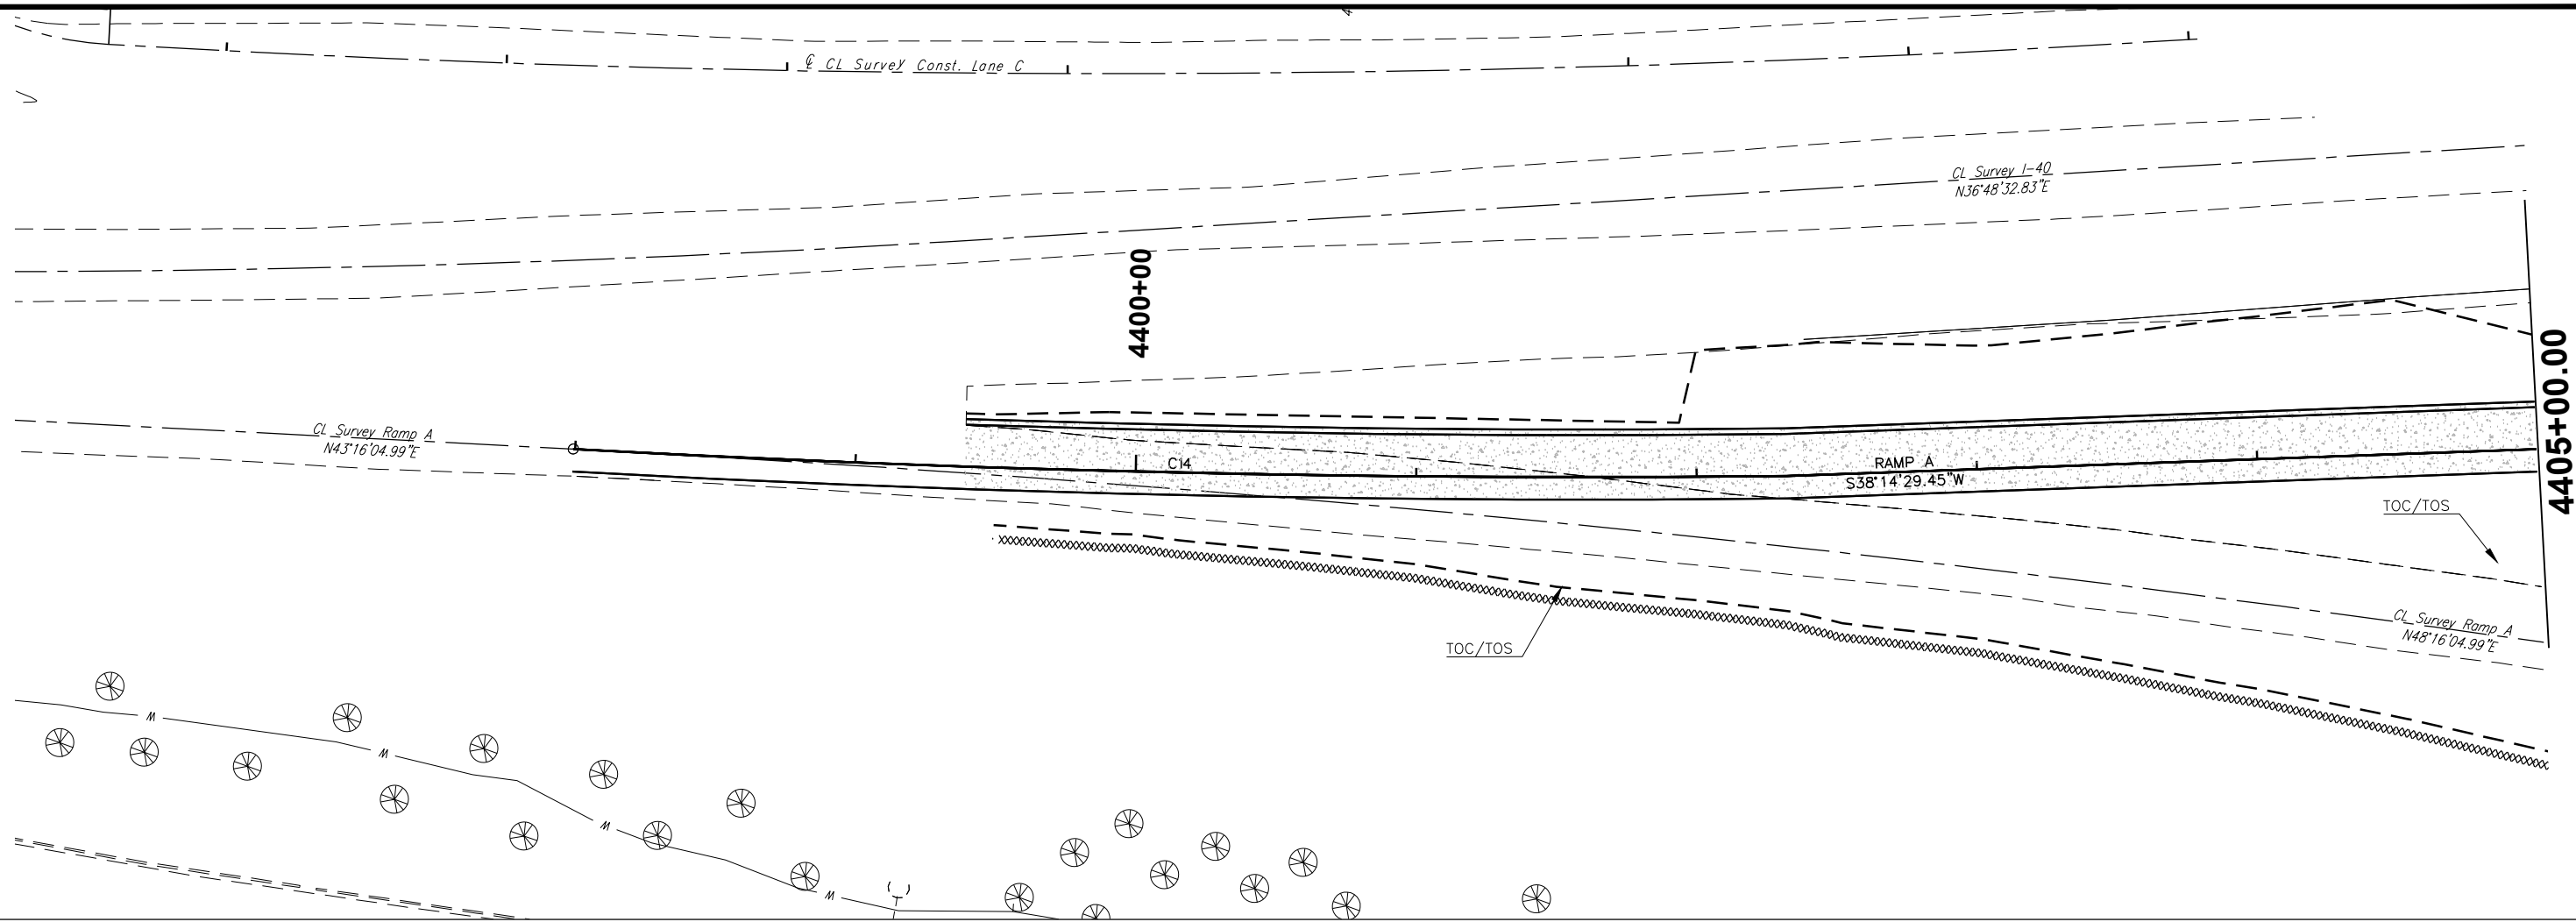 ℄ CL Survey Const. Lane C
CL Survey I-40
N36°48'32.83"E
4400+00
4405+00.00
CL Survey Ramp A
N43°16'04.99"E
C14
RAMP A
S38°14'29.45"W
TOC/TOS
TOC/TOS
CL Survey Ramp A
N48°16'04.99"E
W
W
W
W